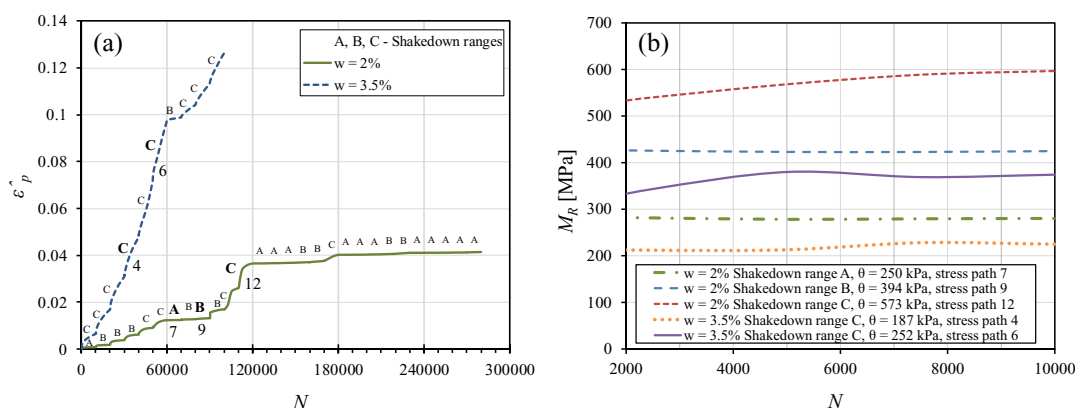 (a)
A, B, C - Shakedown ranges
w = 2%
w = 3.5%
0.14
0.12
0.1
0.08
0.06
0.04
0.02
0
ε̂p
C C C C C C C C B C C C
4
6
A B B B C C A B B B C C A A A B B C A A A B B A A A A A
7
9
12
0 60000 120000 180000 240000 300000
N
(b)
700
600
500
400
300
200
100
0
M_R [MPa]
w = 2% Shakedown range A, θ = 250 kPa, stress path 7
w = 2% Shakedown range B, θ = 394 kPa, stress path 9
w = 2% Shakedown range C, θ = 573 kPa, stress path 12
w = 3.5% Shakedown range C, θ = 187 kPa, stress path 4
w = 3.5% Shakedown range C, θ = 252 kPa, stress path 6
2000 4000 6000 8000 10000
N